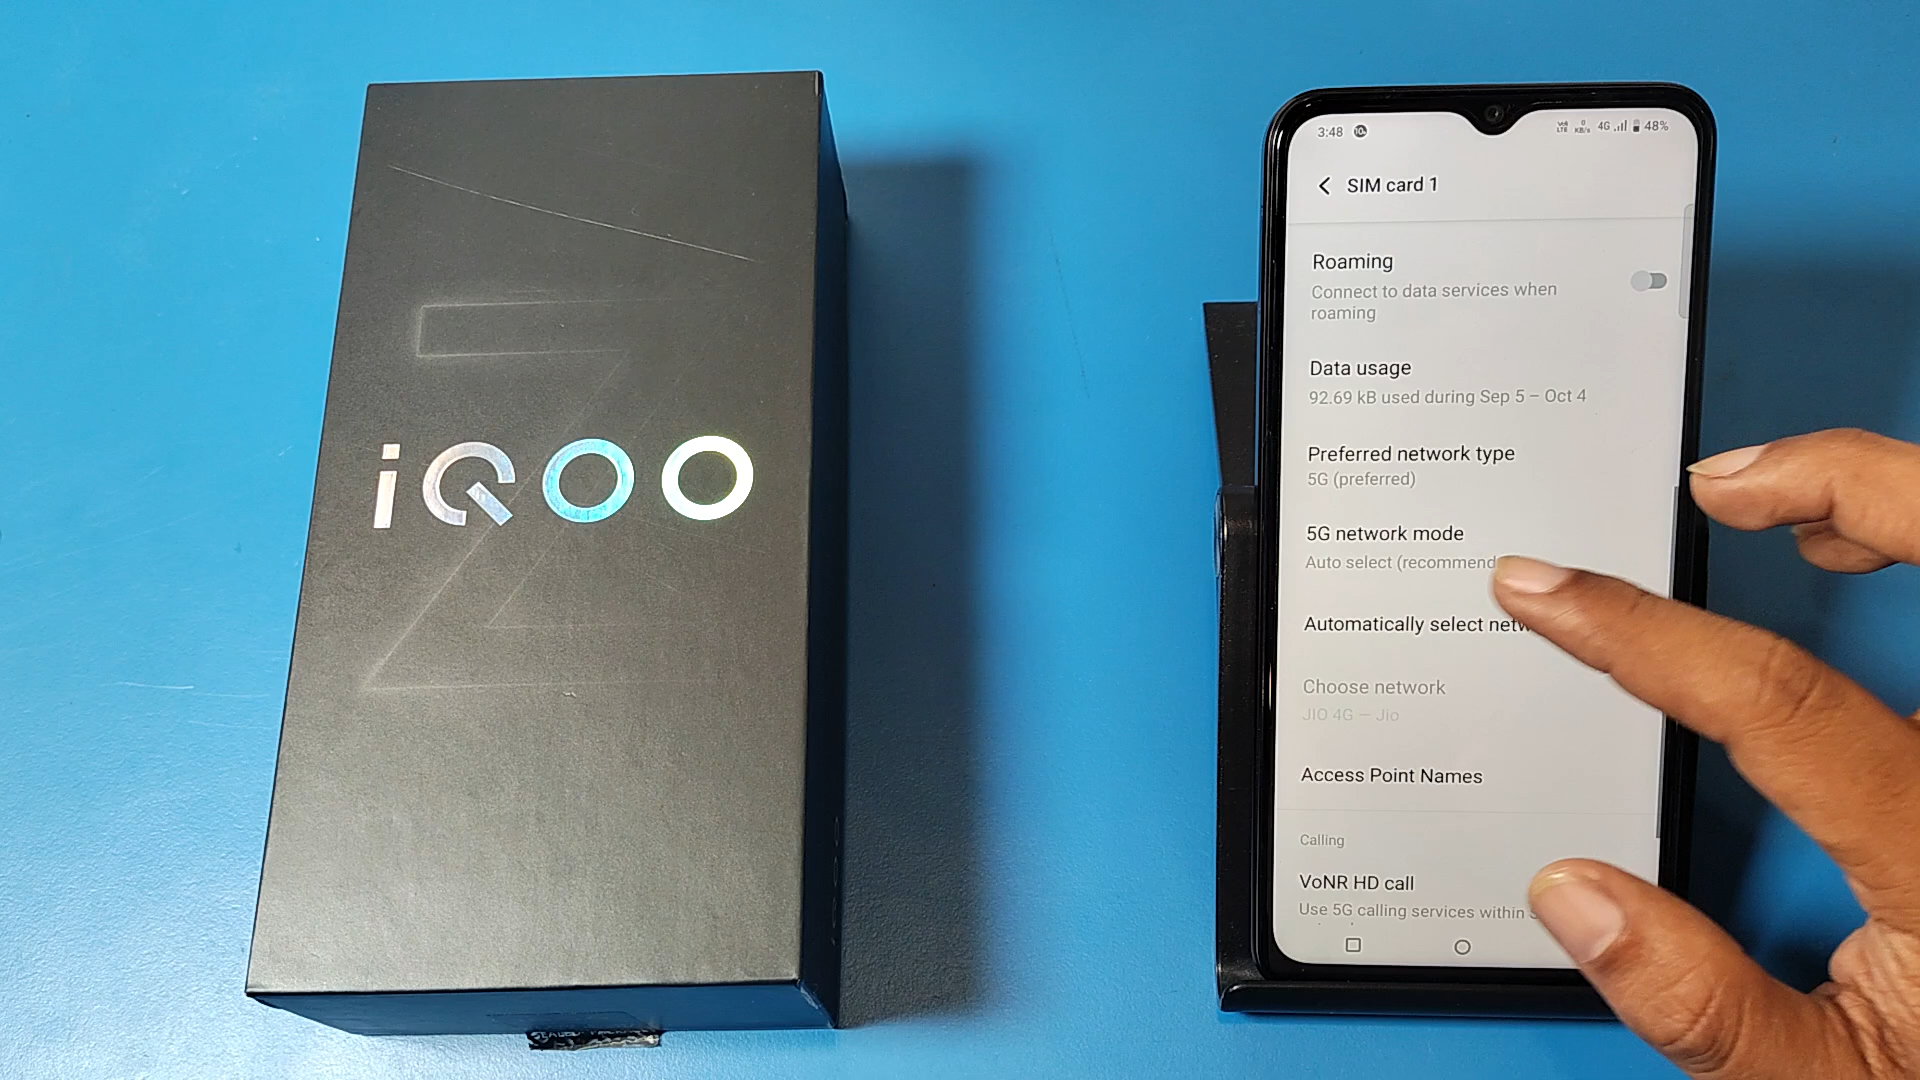 iQOO
3:48
VoLTE 0 KB/s 4G 48%
SIM card 1
Roaming
Connect to data services when
roaming
Data usage
92.69 kB used during Sep 5 – Oct 4
Preferred network type
5G (preferred)
5G network mode
Auto select (recommend
Automatically select netw
Choose network
JIO 4G — Jio
Access Point Names
Calling
VoNR HD call
Use 5G calling services within